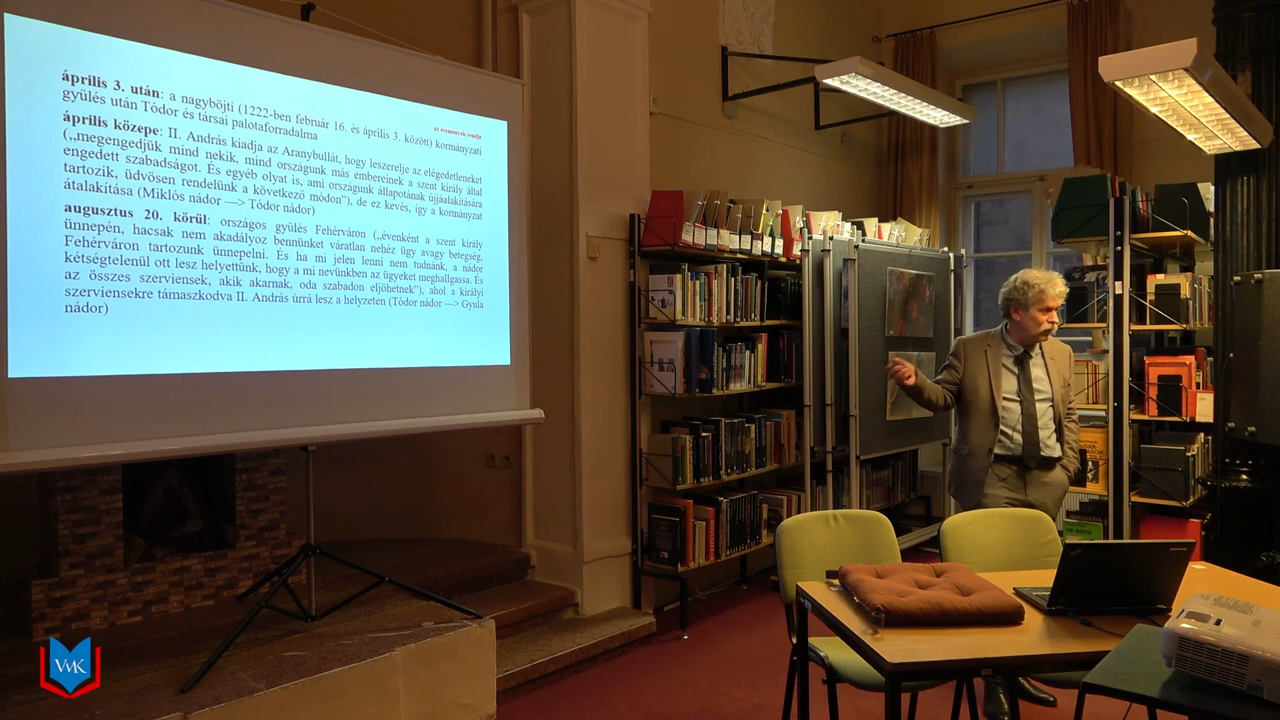 az események rendje
április 3. után: a nagyböjti (1222-ben február 16. és április 3. között) kormányzati
gyűlés után Tódor és társai palotaforradalma
április közepe: II. András kiadja az Aranybullát, hogy leszerelje az elégedetleneket
(„megengedjük mind nekik, mind országunk más embereinek a szent király által
engedett szabadságot. És egyéb olyat is, ami országunk állapotának újjáalakítására
tartozik, üdvösen rendelünk a következő módon”), de ez kevés, így a kormányzat
átalakítása (Miklós nádor —> Tódor nádor)
augusztus 20. körül: országos gyűlés Fehérváron („évenként a szent király
ünnepén, hacsak nem akadályoz bennünket váratlan nehéz ügy avagy betegség,
Fehérváron tartozunk ünnepelni. És ha mi jelen lenni nem tudnánk, a nádor
kétségtelenül ott lesz helyettünk, hogy a mi nevünkben az ügyeket meghallgassa. És
az összes szerviensek, akik akarnak, oda szabadon eljöhetnek”), ahol a királyi
szerviensekre támaszkodva II. András úrrá lesz a helyzeten (Tódor nádor —> Gyula
nádor)
VMK